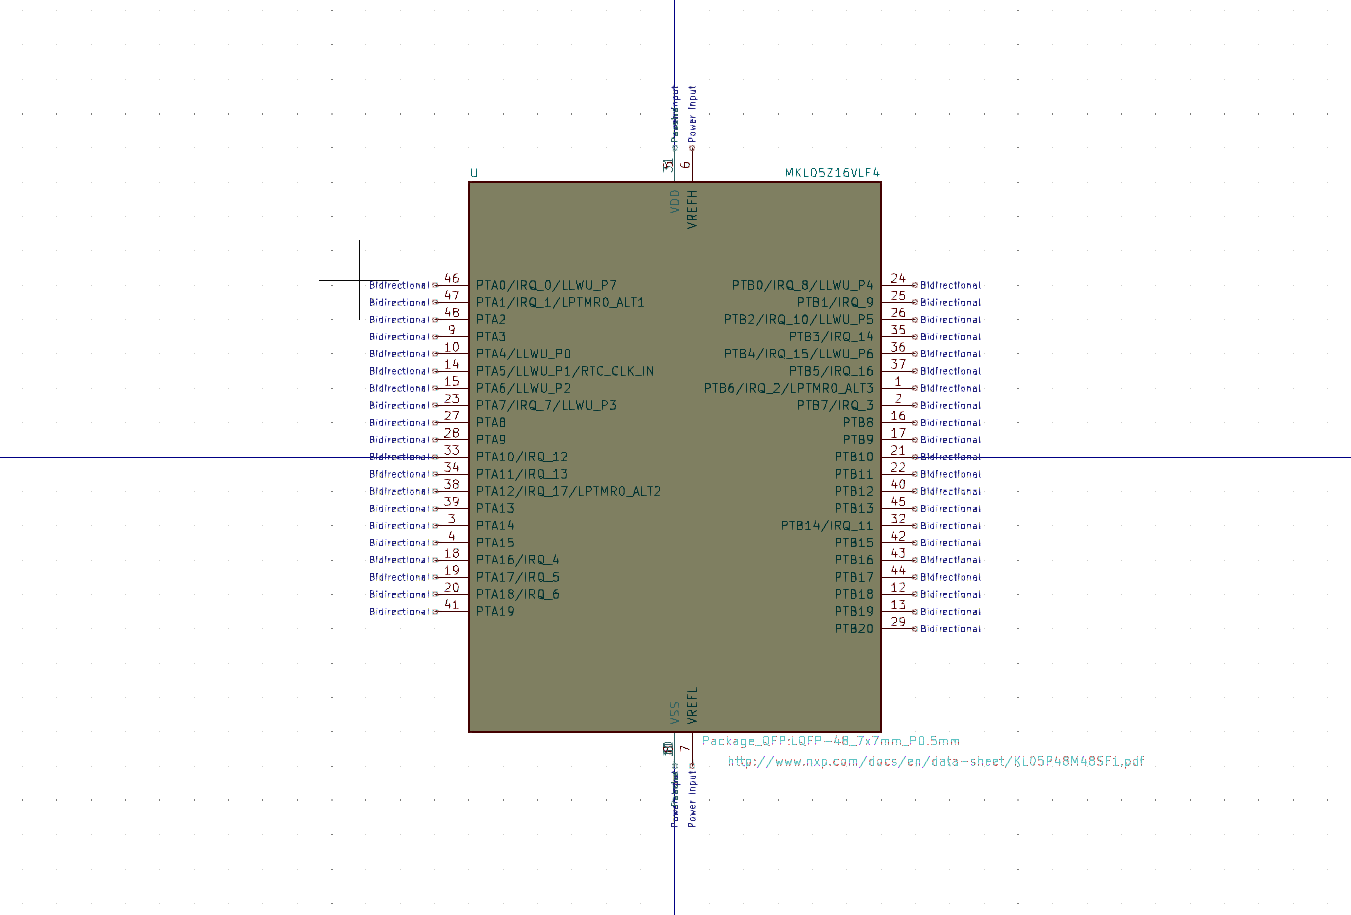 Power Input
6
U MKL05Z16VLF4
VDD VREFH
Bidirectional 46 PTA0/IRQ_0/LLWU_P7 PTB0/IRQ_8/LLWU_P4 24 Bidirectional
Bidirectional 47 PTA1/IRQ_1/LPTMR0_ALT1 PTB1/IRQ_9 25 Bidirectional
Bidirectional 48 PTA2 PTB2/IRQ_10/LLWU_P5 26 Bidirectional
Bidirectional 9 PTA3 PTB3/IRQ_14 35 Bidirectional
Bidirectional 10 PTA4/LLWU_P0 PTB4/IRQ_15/LLWU_P6 36 Bidirectional
Bidirectional 14 PTA5/LLWU_P1/RTC_CLK_IN PTB5/IRQ_16 37 Bidirectional
Bidirectional 15 PTA6/LLWU_P2 PTB6/IRQ_2/LPTMR0_ALT3 1 Bidirectional
Bidirectional 23 PTA7/IRQ_7/LLWU_P3 PTB7/IRQ_3 2 Bidirectional
Bidirectional 27 PTA8 PTB8 16 Bidirectional
Bidirectional 28 PTA9 PTB9 17 Bidirectional
Bidirectional 33 PTA10/IRQ_12 PTB10 21 Bidirectional
Bidirectional 34 PTA11/IRQ_13 PTB11 22 Bidirectional
Bidirectional 38 PTA12/IRQ_17/LPTMR0_ALT2 PTB12 40 Bidirectional
Bidirectional 39 PTA13 PTB13 45 Bidirectional
Bidirectional 3 PTA14 PTB14/IRQ_11 32 Bidirectional
Bidirectional 4 PTA15 PTB15 42 Bidirectional
Bidirectional 18 PTA16/IRQ_4 PTB16 43 Bidirectional
Bidirectional 19 PTA17/IRQ_5 PTB17 44 Bidirectional
Bidirectional 20 PTA18/IRQ_6 PTB18 12 Bidirectional
Bidirectional 41 PTA19 PTB19 13 Bidirectional
PTB20 29 Bidirectional
VSS VREFL
7
Package_QFP:LQFP-48_7x7mm_P0.5mm
http://www.nxp.com/docs/en/data-sheet/KL05P48M48SF1.pdf
Power Input